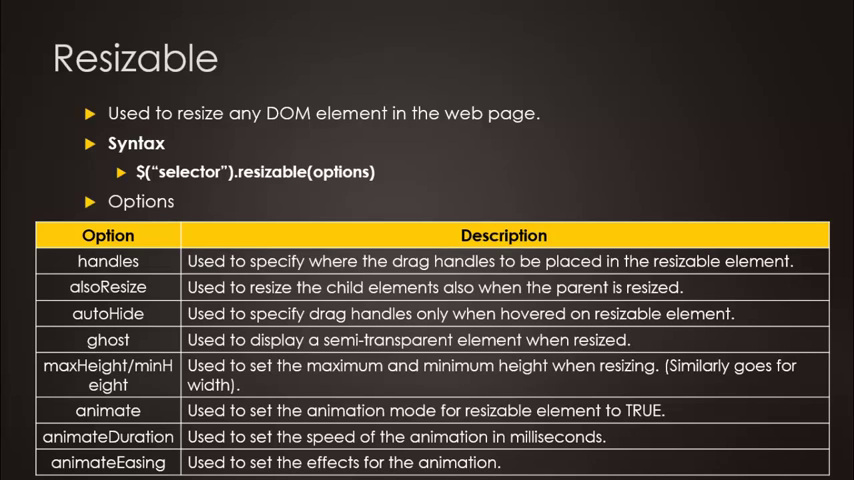 Resizable
Used to resize any DOM element in the web page.
Syntax
$(“selector”).resizable(options)
Options
Option Description
handles Used to specify where the drag handles to be placed in the resizable element.
alsoResize Used to resize the child elements also when the parent is resized.
autoHide Used to specify drag handles only when hovered on resizable element.
ghost Used to display a semi-transparent element when resized.
maxHeight/minH Used to set the maximum and minimum height when resizing. (Similarly goes for
eight width).
animate Used to set the animation mode for resizable element to TRUE.
animateDuration Used to set the speed of the animation in milliseconds.
animateEasing Used to set the effects for the animation.